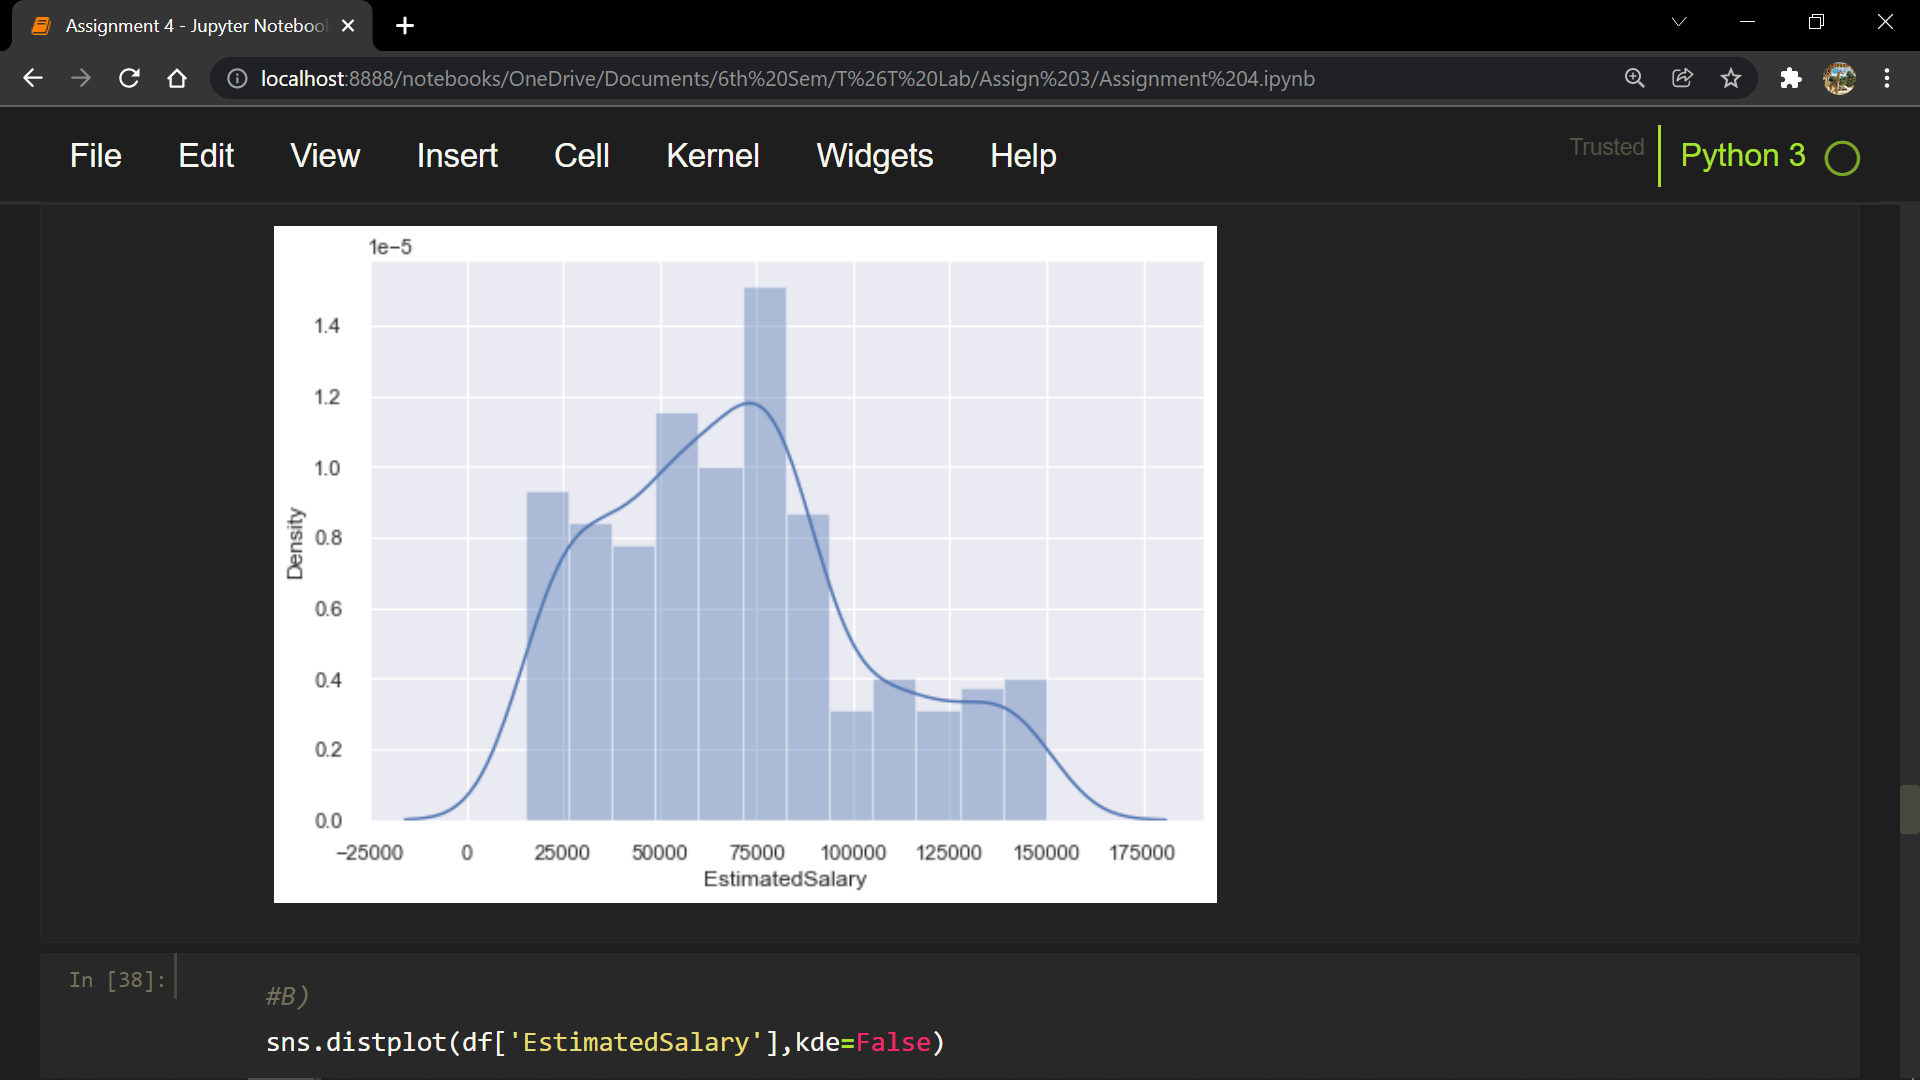 Assignment 4 - Jupyter Noteboo
localhost:8888/notebooks/OneDrive/Documents/6th%20Sem/T%26T%20Lab/Assign%203/Assignment%204.ipynb
File Edit View Insert Cell Kernel Widgets Help Trusted Python 3
1e−5
1.4
1.2
1.0
0.8
0.6
0.4
0.2
0.0
Density
−25000 0 25000 50000 75000 100000 125000 150000 175000
EstimatedSalary
In [38]:
#B)
sns.distplot(df['EstimatedSalary'],kde=False)